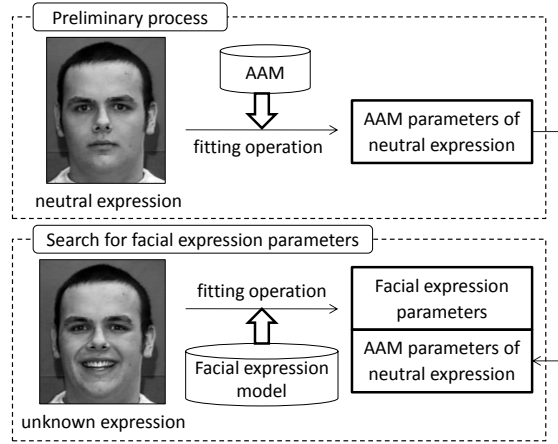 Preliminary process
AAM
fitting operation
AAM parameters of
neutral expression
neutral expression
Search for facial expression parameters
fitting operation
Facial expression
model
Facial expression
parameters
AAM parameters of
neutral expression
unknown expression